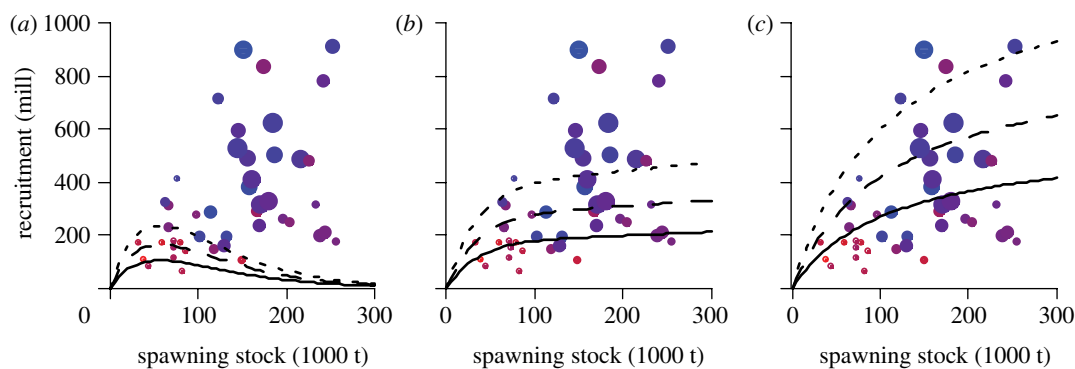 (a) (b) (c)
1000
800
600
400
200
recruitment (mill)
0 0 100 200 300
0 100 200 300
0 100 200 300
spawning stock (1000 t) spawning stock (1000 t) spawning stock (1000 t)